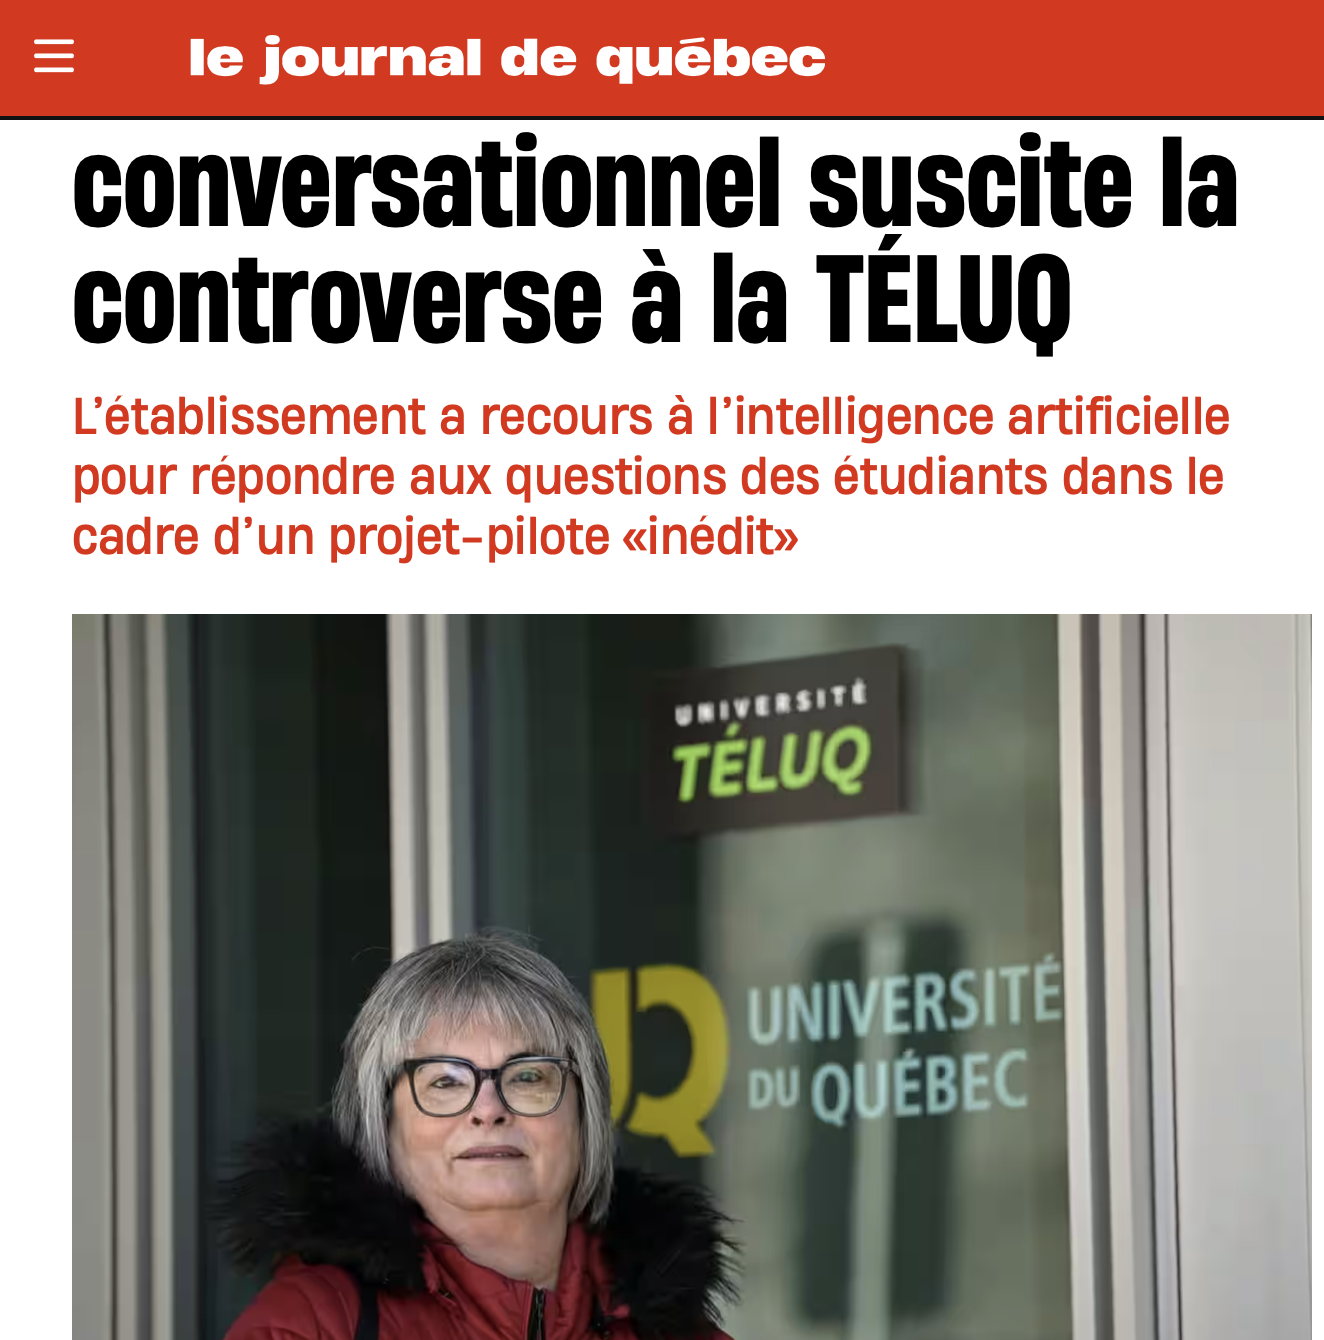 le journal de québec
conversationnel suscite la
controverse à la TÉLUQ
L’établissement a recours à l’intelligence artificielle
pour répondre aux questions des étudiants dans le
cadre d’un projet-pilote «inédit»
UNIVERSITÉ
TÉLUQ
UQ
UNIVERSITÉ
DU QUÉBEC